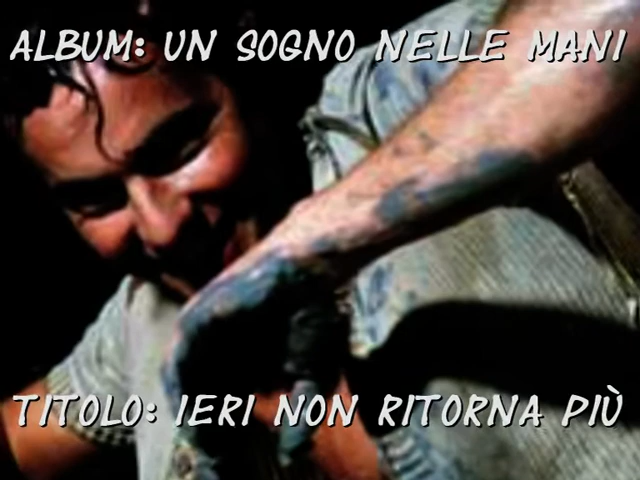 ALBUM: UN SOGNO NELLE MANI
TITOLO: IERI NON RITORNA PIÙ